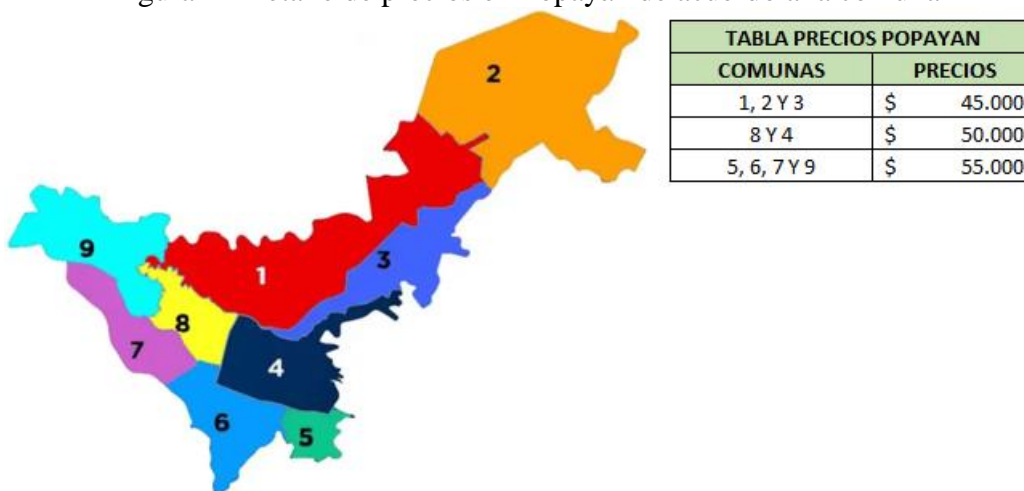 TABLA PRECIOS POPAYAN
COMUNAS PRECIOS
1, 2 Y 3 $ 45.000
8 Y 4 $ 50.000
5, 6, 7 Y 9 $ 55.000
2
9
1
3
8
7
4
6
5